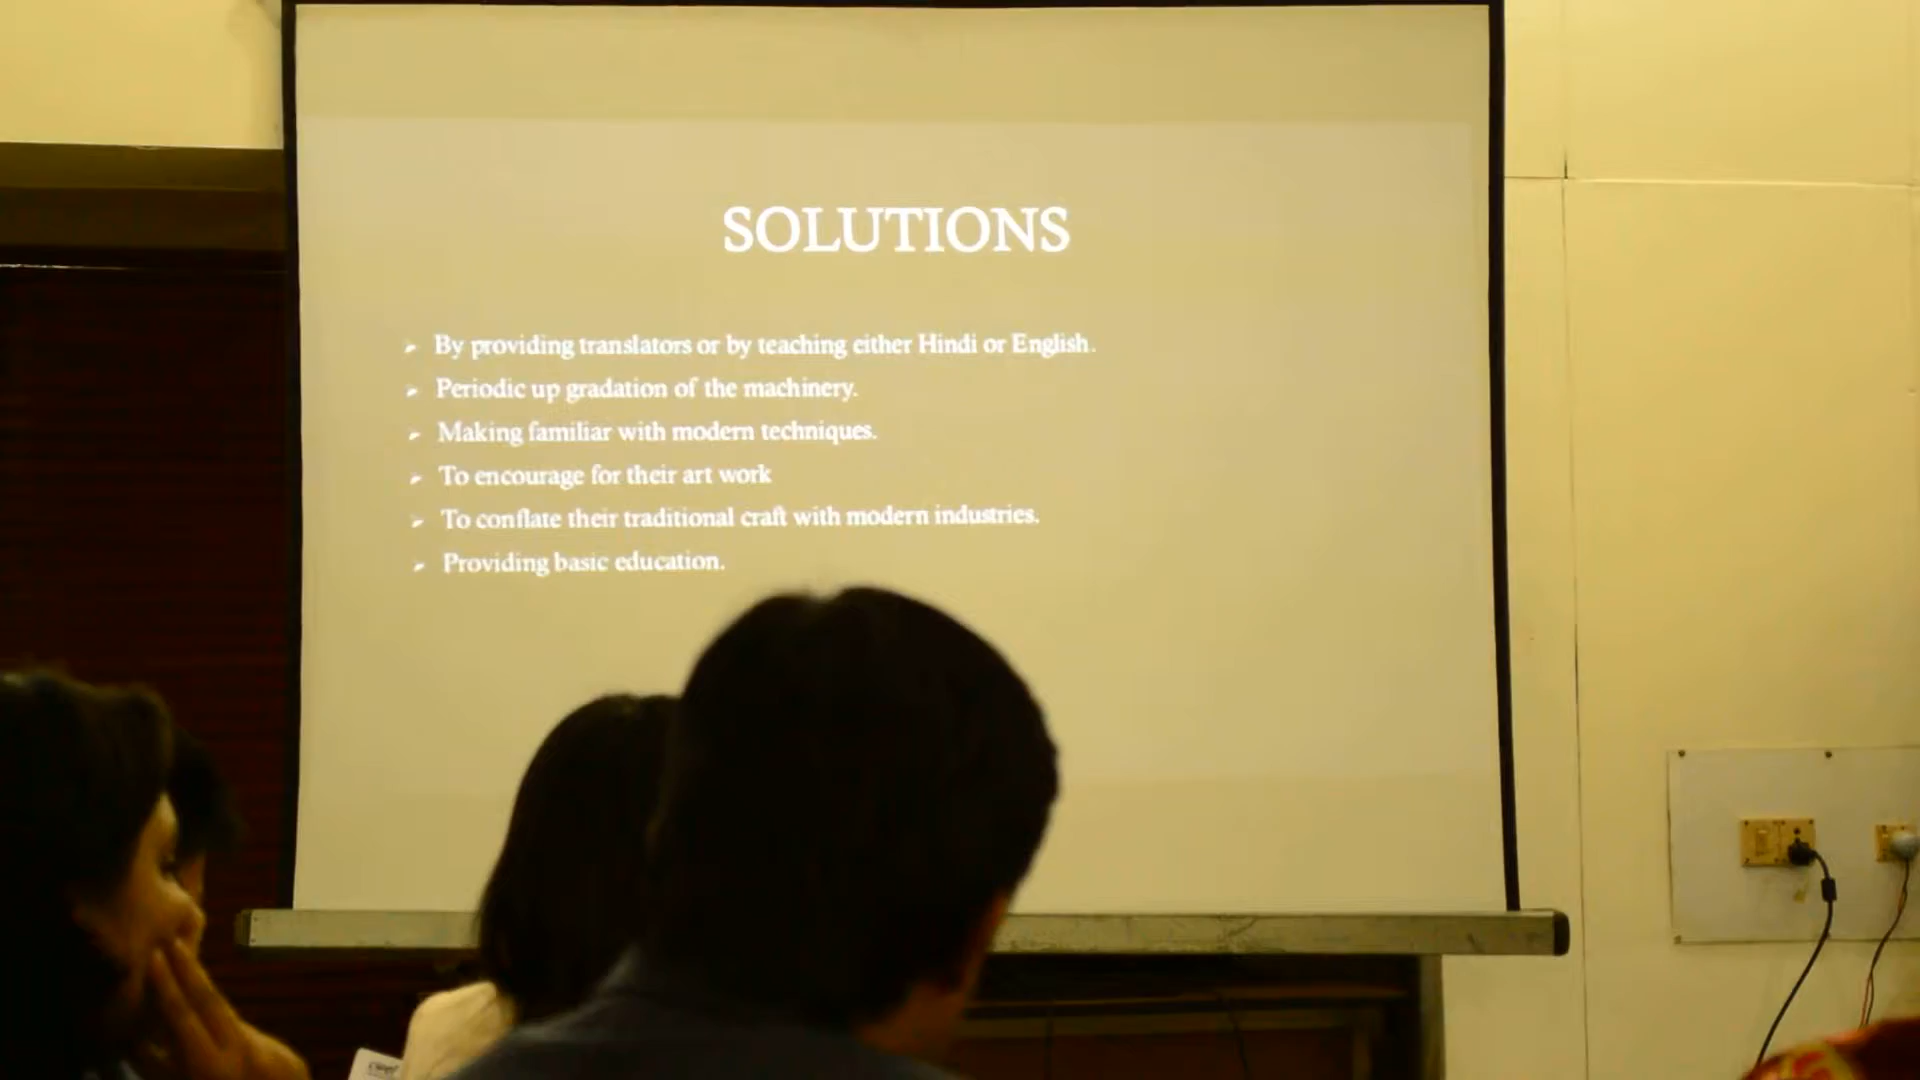 SOLUTIONS
By providing translators or by teaching either Hindi or English.
Periodic up gradation of the machinery.
Making familiar with modern techniques.
To encourage for their art work
To conflate their traditional craft with modern industries.
Providing basic education.